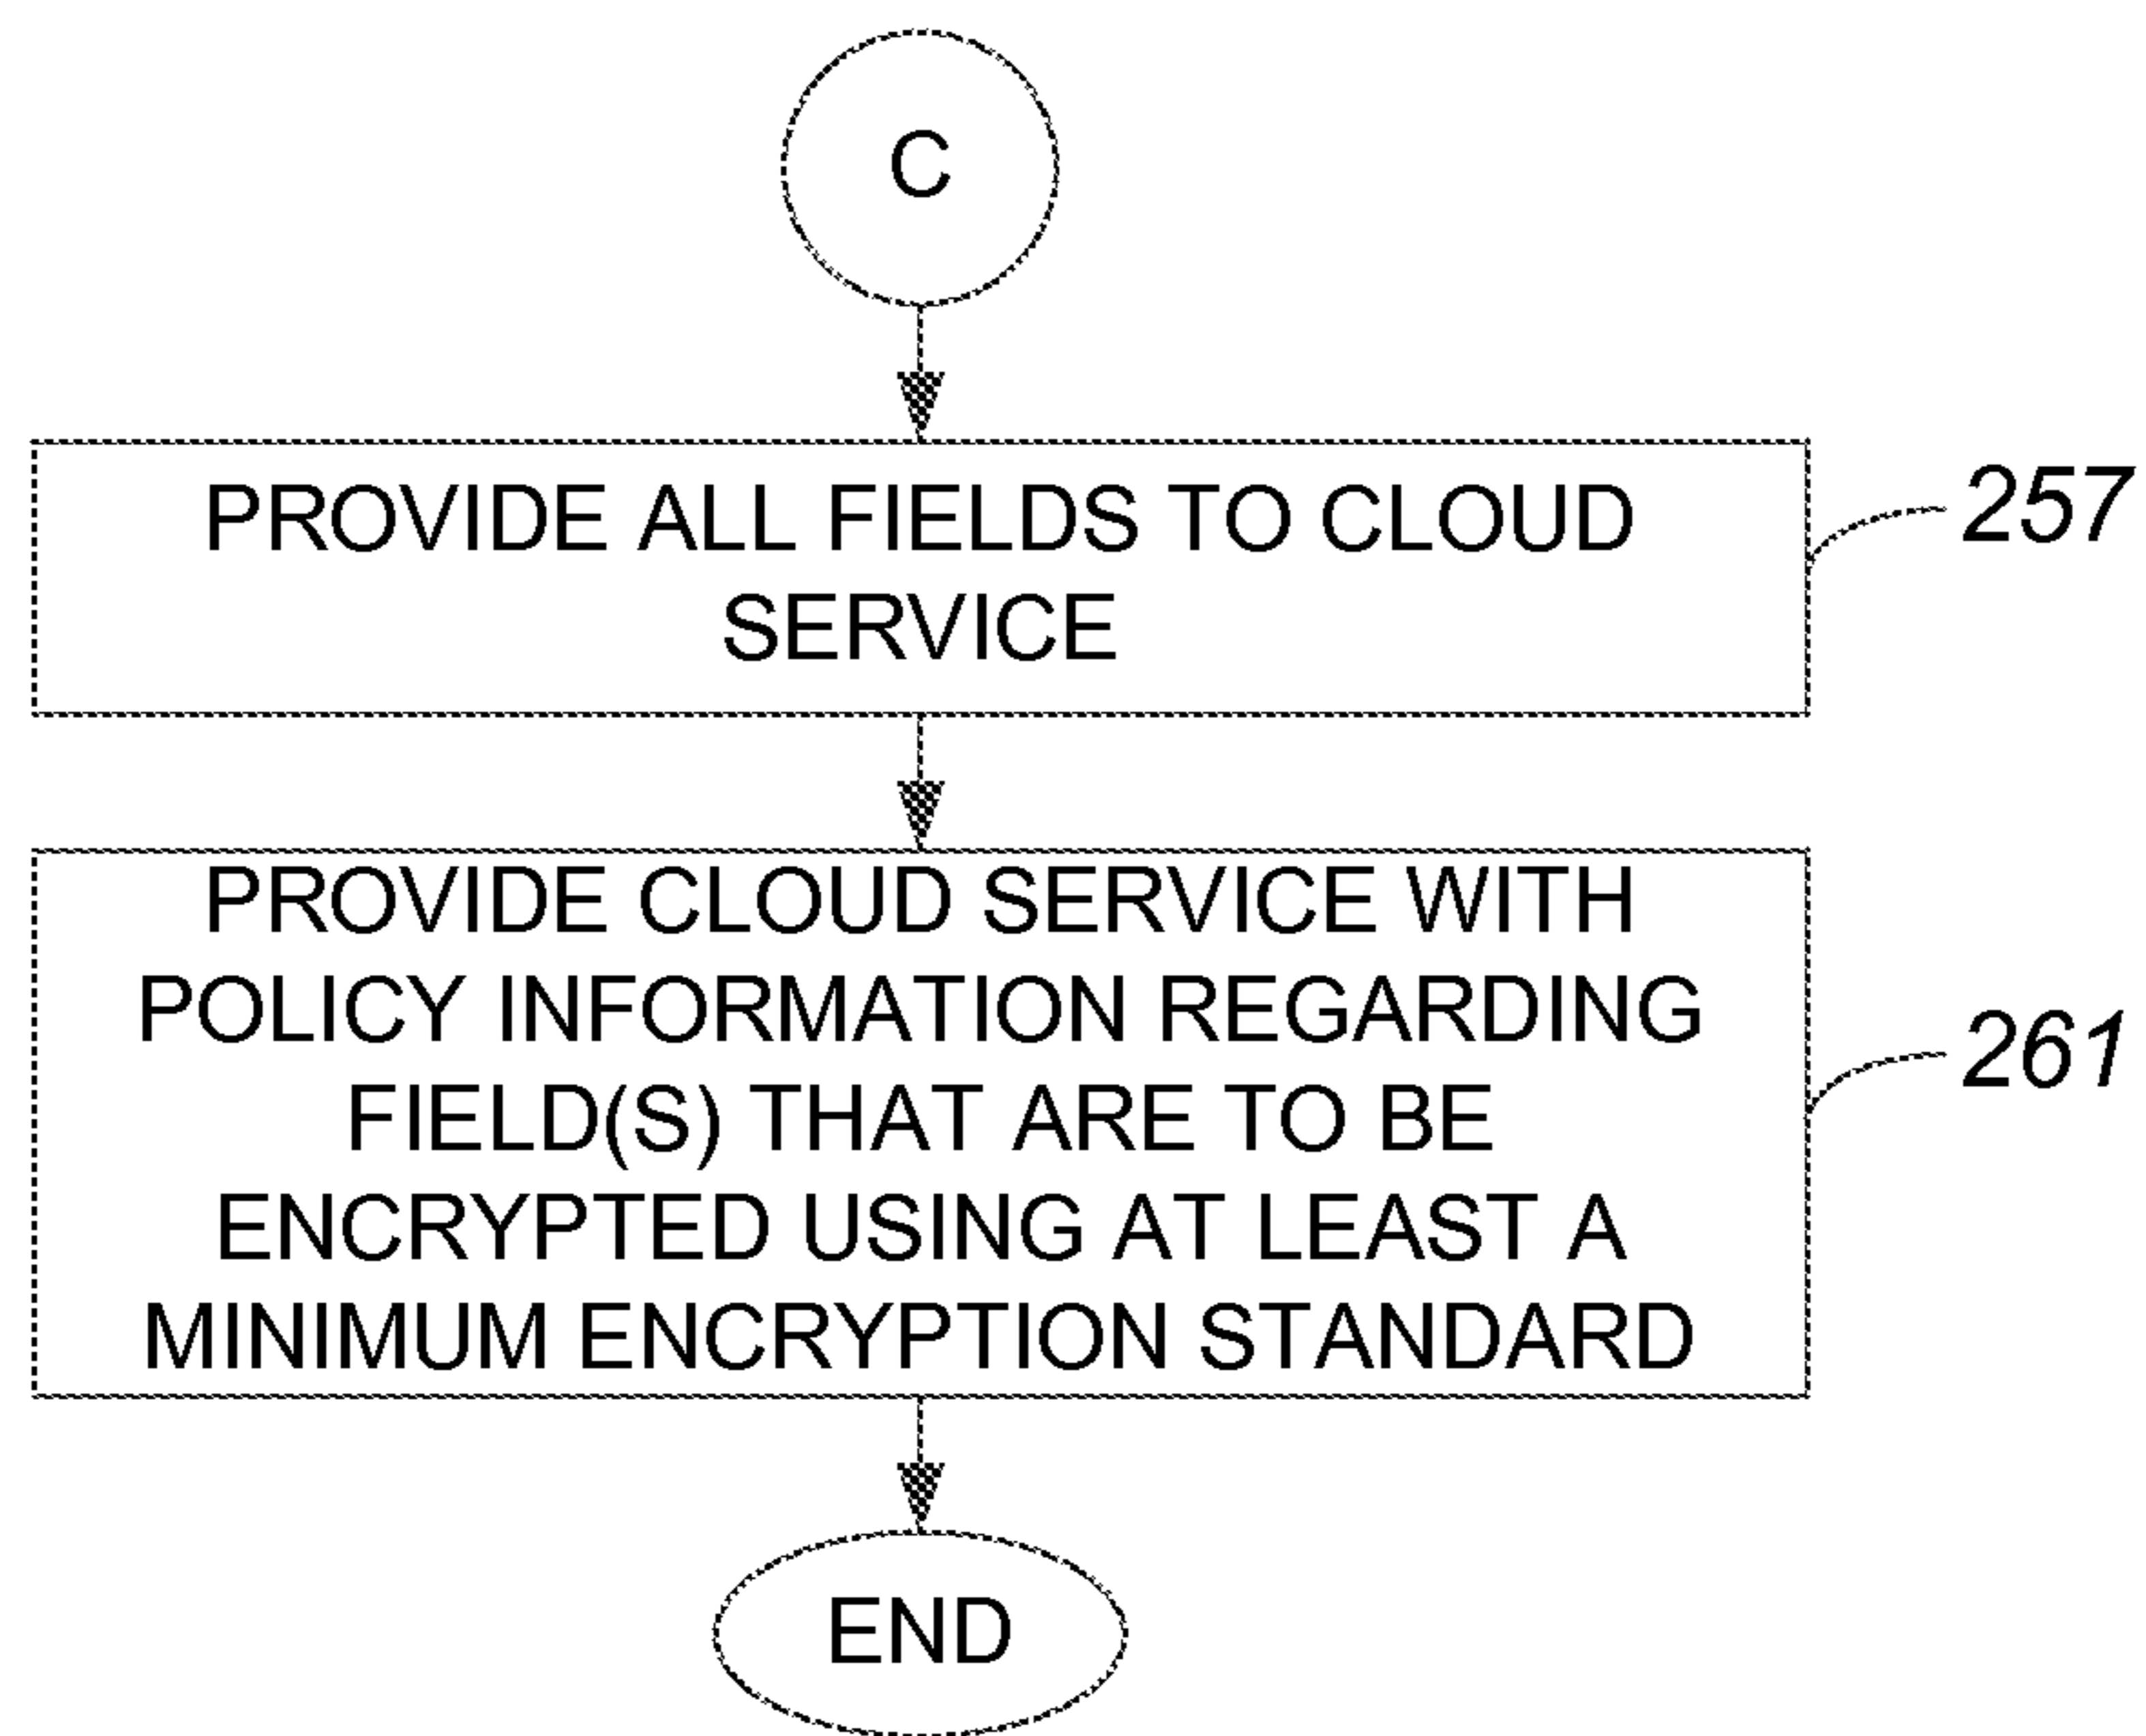 C
PROVIDE ALL FIELDS TO CLOUD
SERVICE
257
PROVIDE CLOUD SERVICE WITH
POLICY INFORMATION REGARDING
FIELD(S) THAT ARE TO BE
ENCRYPTED USING AT LEAST A
MINIMUM ENCRYPTION STANDARD
261
END